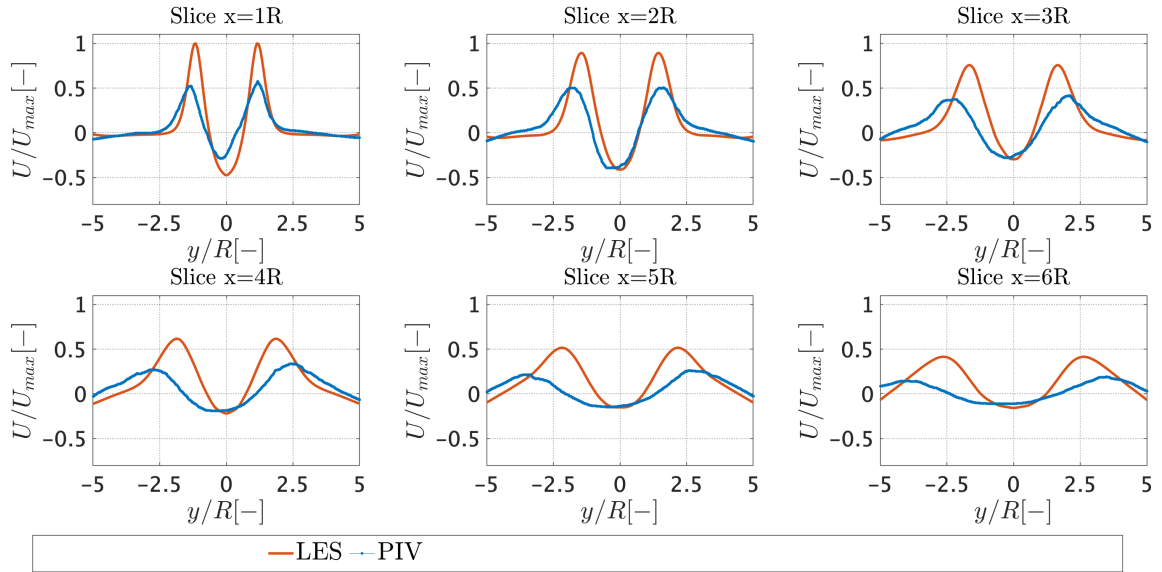 Slice x=1R
Slice x=2R
Slice x=3R
1
0.5
0
-0.5
U/U_max[−]
-5 -2.5 0 2.5 5
y/R[−]
1
0.5
0
-0.5
U/U_max[−]
-5 -2.5 0 2.5 5
y/R[−]
1
0.5
0
-0.5
U/U_max[−]
-5 -2.5 0 2.5 5
y/R[−]
Slice x=4R
Slice x=5R
Slice x=6R
1
0.5
0
-0.5
U/U_max[−]
-5 -2.5 0 2.5 5
y/R[−]
1
0.5
0
-0.5
U/U_max[−]
-5 -2.5 0 2.5 5
y/R[−]
1
0.5
0
-0.5
U/U_max[−]
-5 -2.5 0 2.5 5
y/R[−]
LES PIV